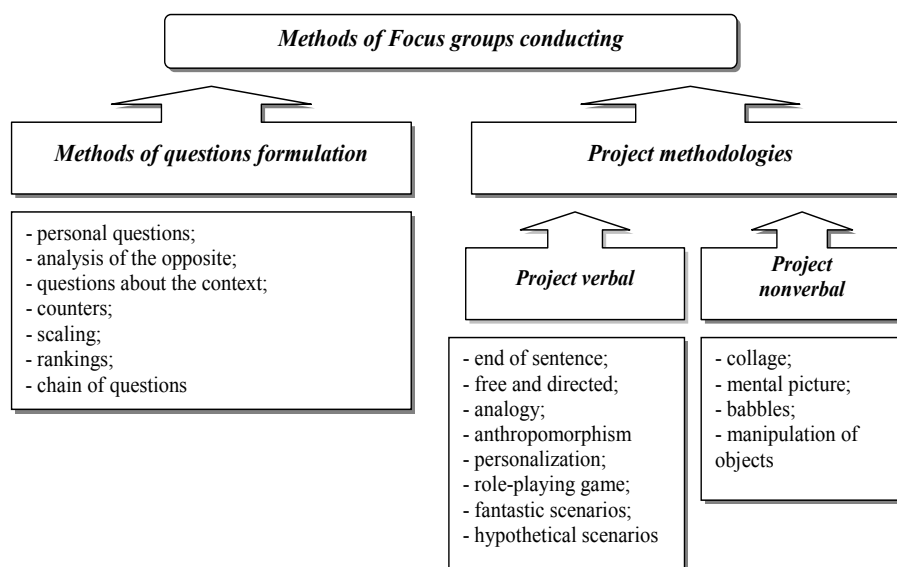 Methods of Focus groups conducting
Methods of questions formulation
- personal questions;
- analysis of the opposite;
- questions about the context;
- counters;
- scaling;
- rankings;
- chain of questions
Project methodologies
Project verbal
- end of sentence;
- free and directed;
- analogy;
- anthropomorphism
- personalization;
- role-playing game;
- fantastic scenarios;
- hypothetical scenarios
Project
nonverbal
- collage;
- mental picture;
- babbles;
- manipulation of
objects